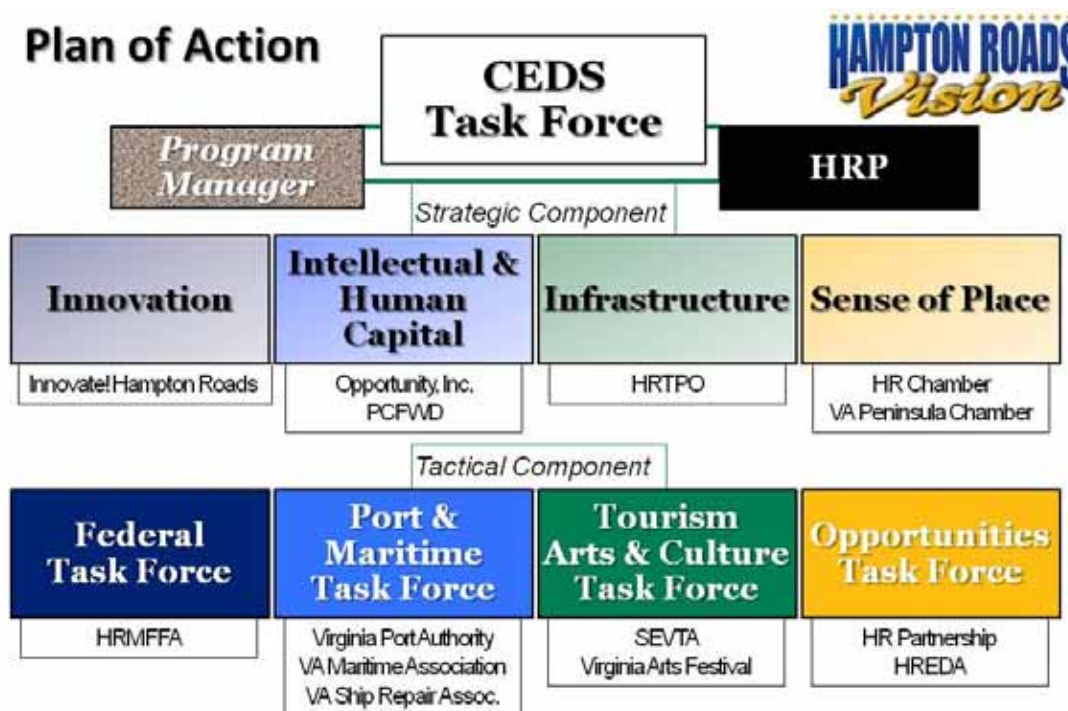 Plan of Action
CEDS
Task Force
HAMPTON ROADS
Vision
Program
Manager
HRP
Strategic Component
Innovation
Intellectual &
Human
Capital
Infrastructure
Sense of Place
Innovate! Hampton Roads
Opportunity, Inc.
PCFWD
HRTPO
HR Chamber
VA Peninsula Chamber
Tactical Component
Federal
Task Force
Port &
Maritime
Task Force
Tourism
Arts & Culture
Task Force
Opportunities
Task Force
HRMFFA
Virginia Port Authority
VA Maritime Association
VA Ship Repair Assoc.
SEVTA
Virginia Arts Festival
HR Partnership
HREDA